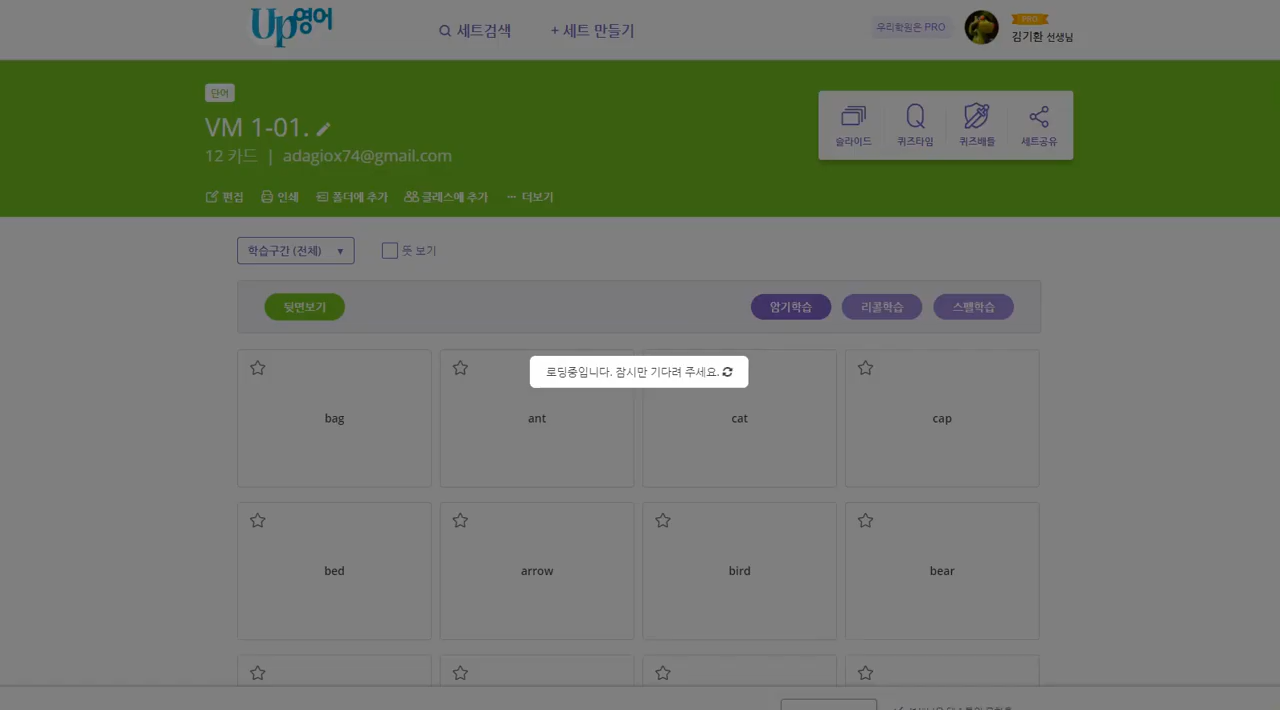 Up영어
세트검색
+ 세트 만들기
우리학원은 PRO
PRO
김기환 선생님
단어
VM 1-01.
12 카드 | adagiox74@gmail.com
슬라이드
퀴즈타임
퀴즈배틀
세트공유
편집
인쇄
폴더에 추가
클래스에 추가
··· 더보기
학습구간 (전체) ▼
뜻 보기
뒷면보기
암기학습
리콜학습
스펠학습
로딩중입니다. 잠시만 기다려 주세요.
bag
ant
cat
cap
bed
arrow
bird
bear